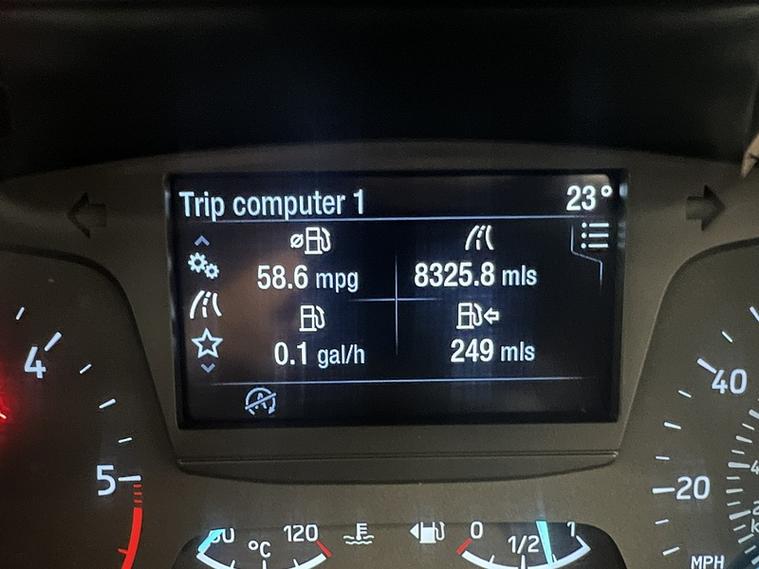 Trip computer 1 23°
58.6 mpg 8325.8 mls
0.1 gal/h 249 mls
4
5
40
20
MPH
120
°C
0 1/2 1